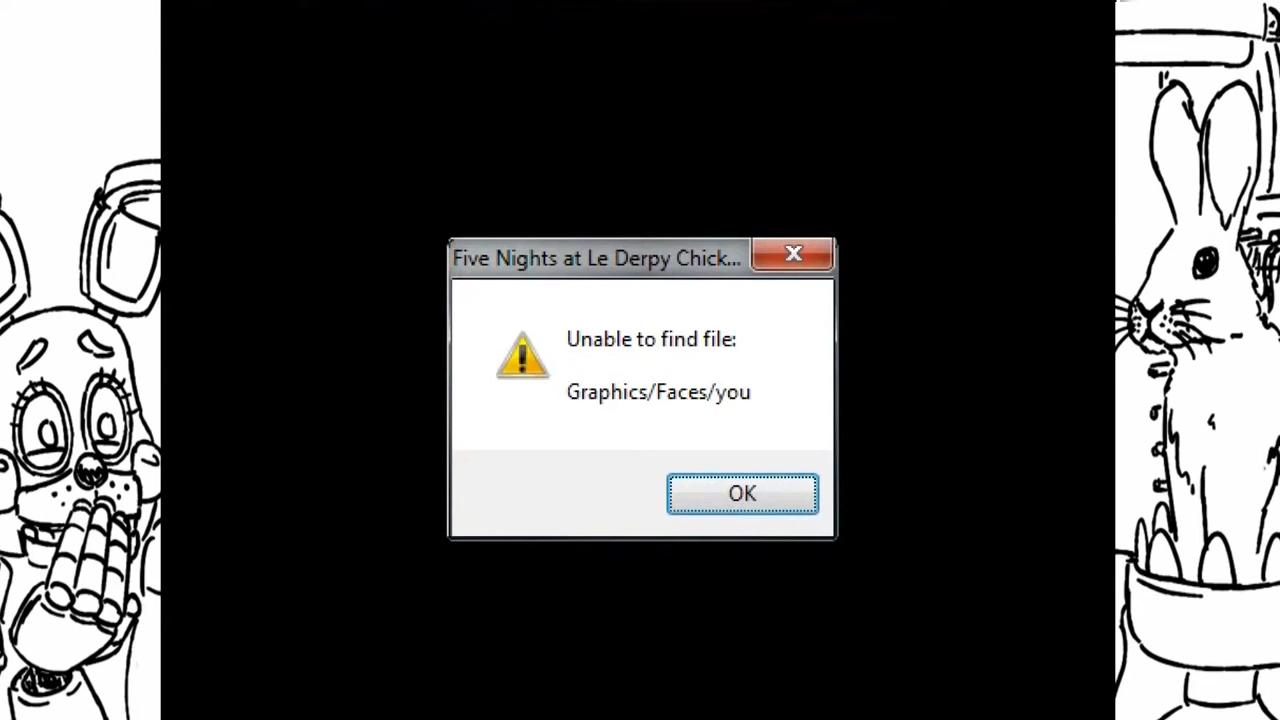 Five Nights at Le Derpy Chick...
Unable to find file:
Graphics/Faces/you
OK